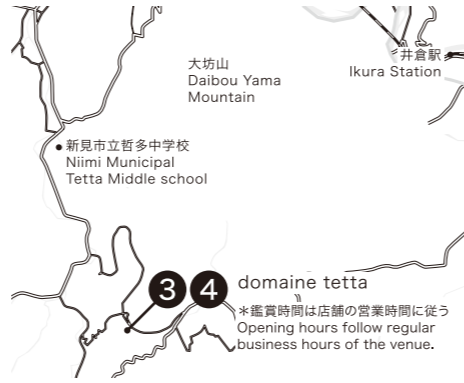 井倉駅
Ikura Station
大坊山
Daibou Yama
Mountain
新見市立哲多中学校
Niimi Municipal
Tetta Middle school
3 4
domaine tetta
＊鑑賞時間は店舗の営業時間に従う
Opening hours follow regular
business hours of the venue.